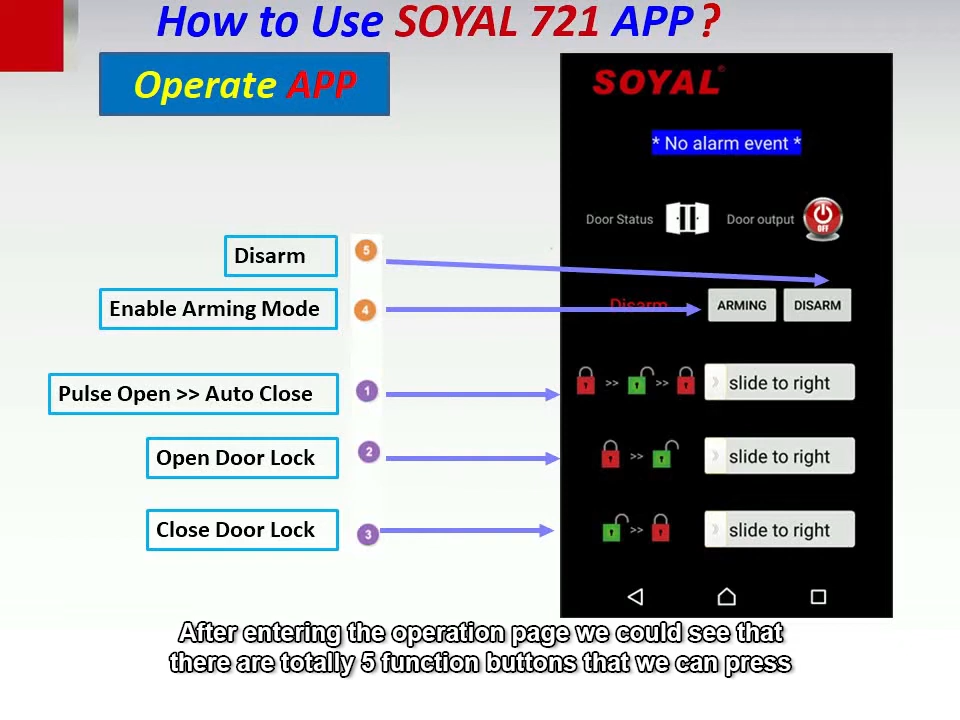 How to Use SOYAL 721 APP?
Operate APP
SOYAL®
* No alarm event *
Door Status
Door output
OFF
Disarm
5
Enable Arming Mode
4
Disarm
ARMING
DISARM
Pulse Open >> Auto Close
1
>>
>>
slide to right
Open Door Lock
2
>>
slide to right
Close Door Lock
3
>>
slide to right
After entering the operation page we could see that
there are totally 5 function buttons that we can press